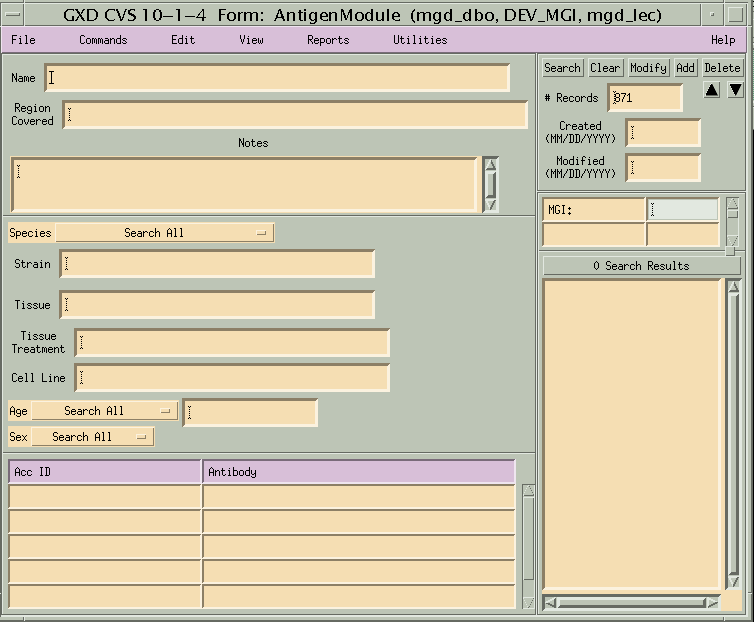 GXD CVS 10-1-4 Form: AntigenModule (mgd_dbo, DEV_MGI, mgd_lec)
File Commands Edit View Reports Utilities Help
Name
Region
Covered
Notes
Species Search All
Strain
Tissue
Tissue
Treatment
Cell Line
Age Search All
Sex Search All
Acc ID Antibody
Search Clear Modify Add Delete
# Records 871
Created
(MM/DD/YYYY)
Modified
(MM/DD/YYYY)
MGI:
0 Search Results